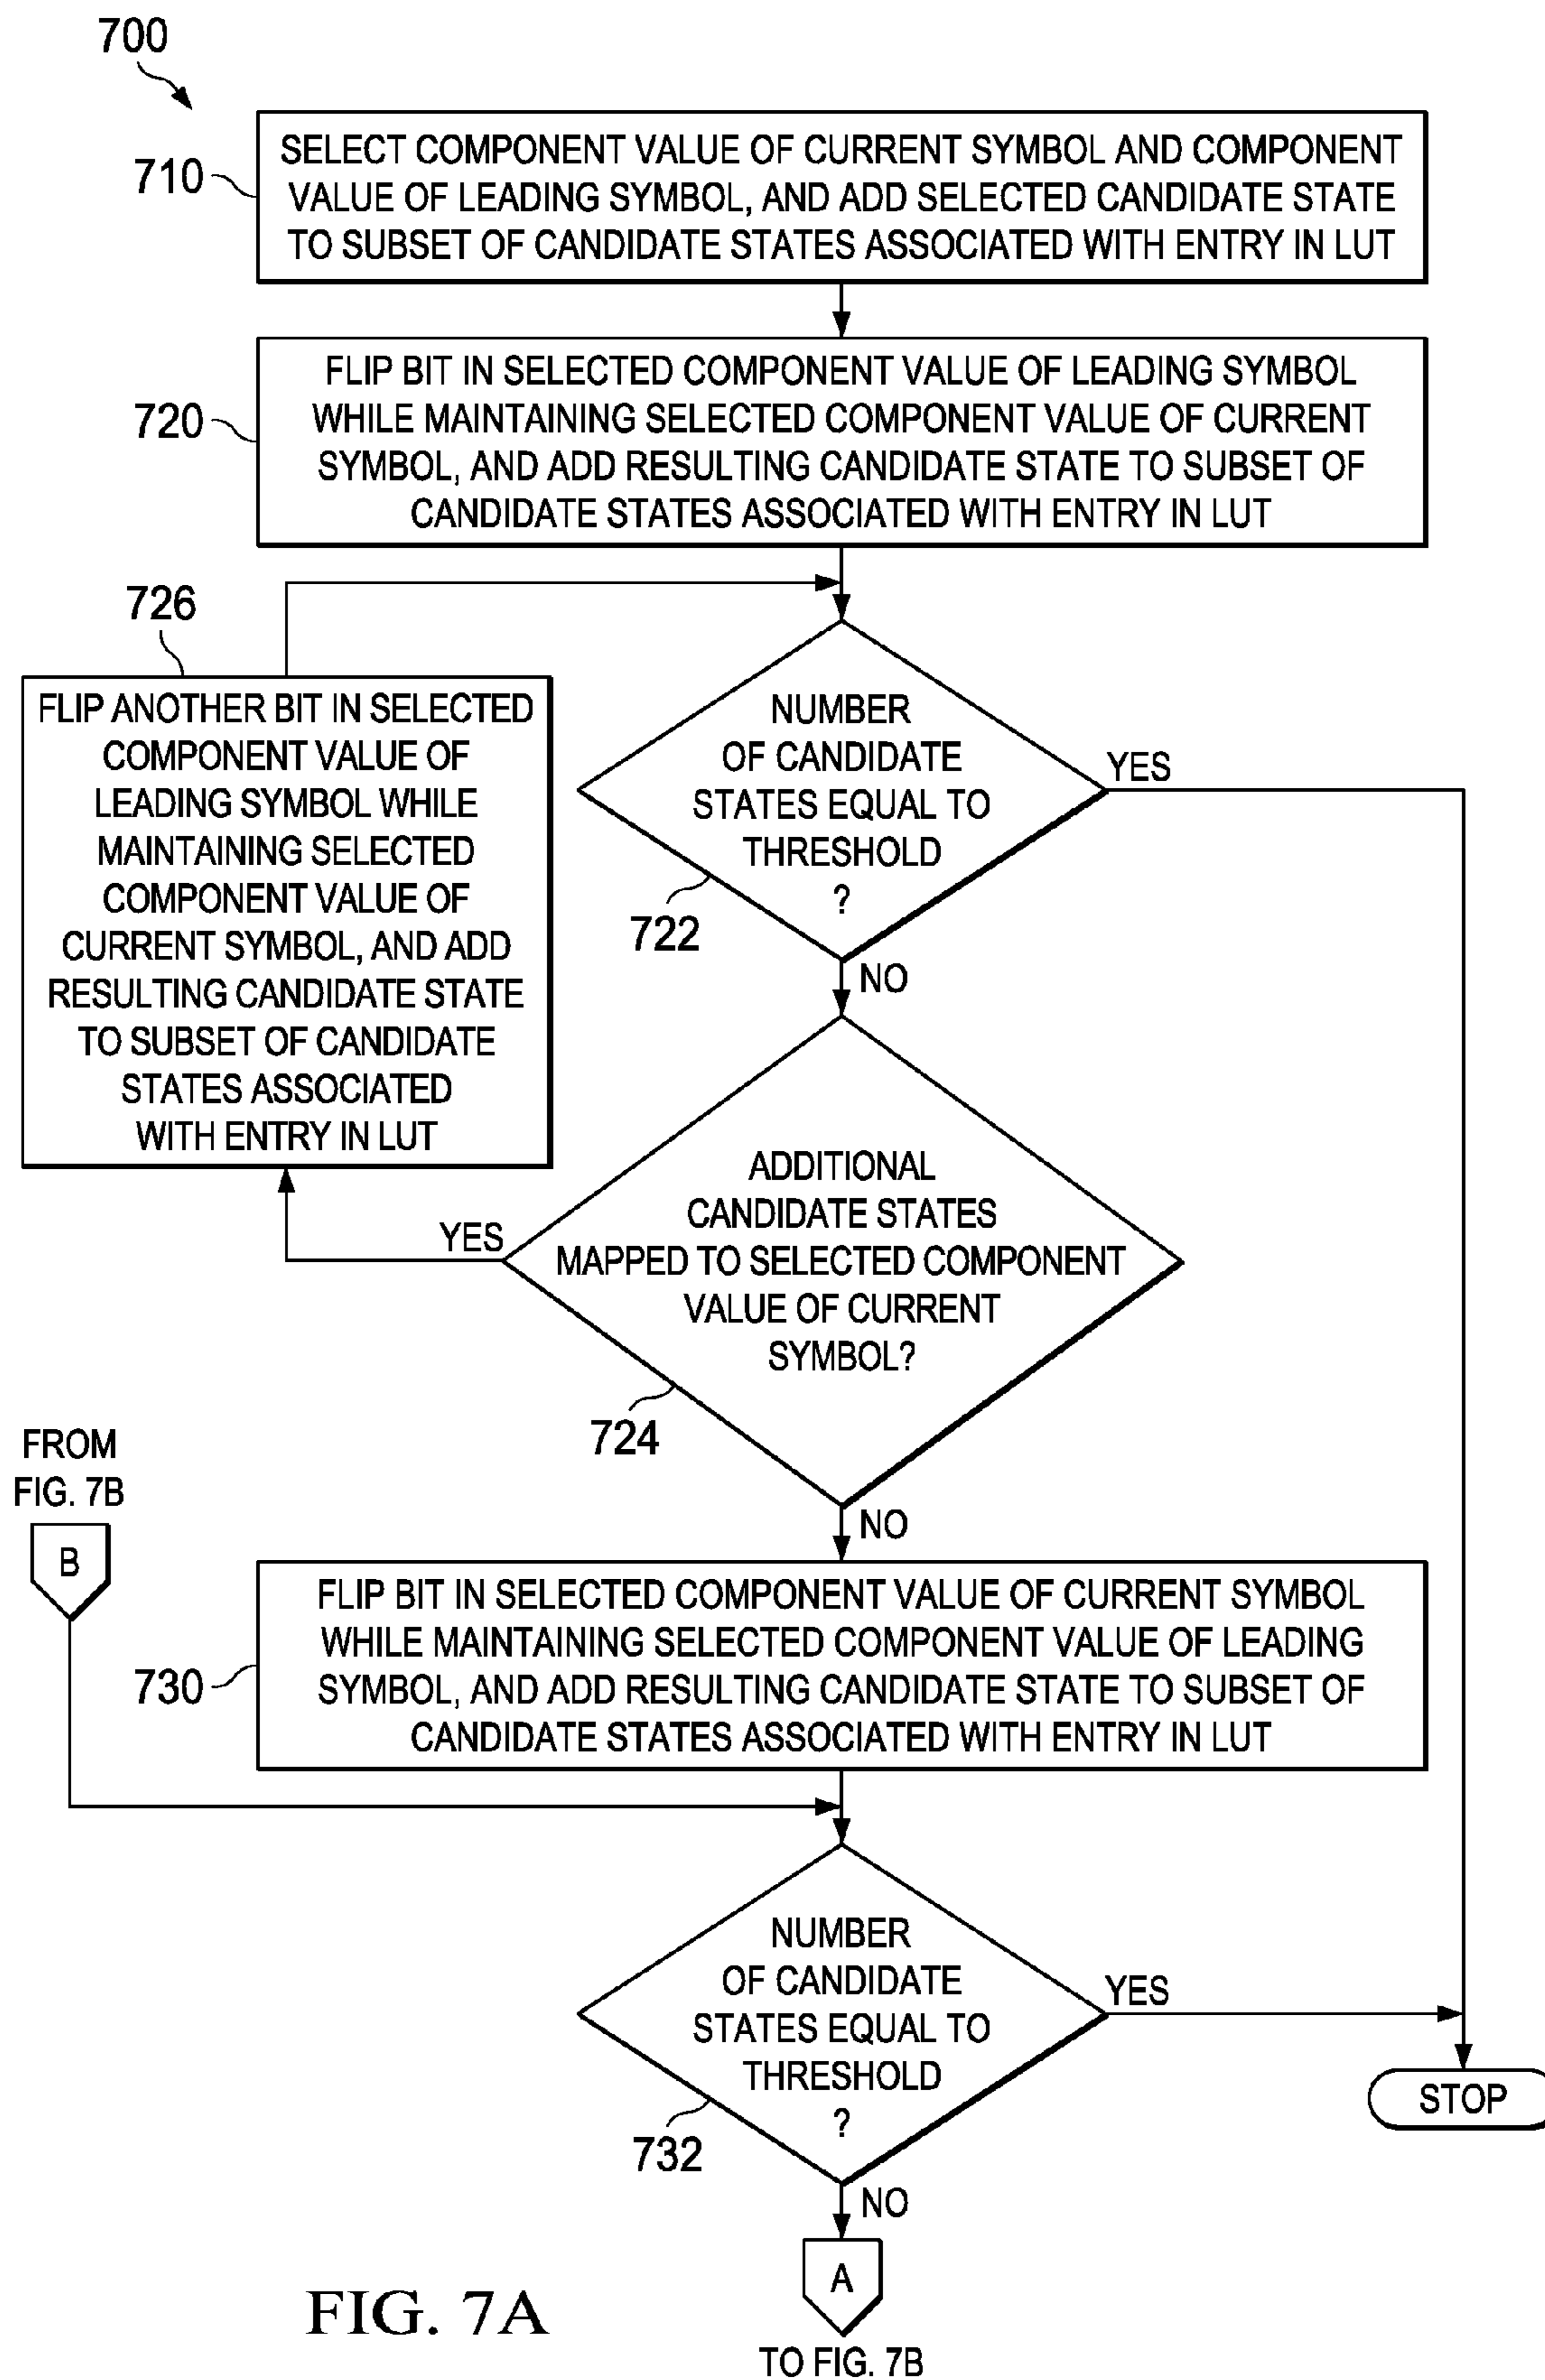 700
710
SELECT COMPONENT VALUE OF CURRENT SYMBOL AND COMPONENT
VALUE OF LEADING SYMBOL, AND ADD SELECTED CANDIDATE STATE
TO SUBSET OF CANDIDATE STATES ASSOCIATED WITH ENTRY IN LUT
720
FLIP BIT IN SELECTED COMPONENT VALUE OF LEADING SYMBOL
WHILE MAINTAINING SELECTED COMPONENT VALUE OF CURRENT
SYMBOL, AND ADD RESULTING CANDIDATE STATE TO SUBSET OF
CANDIDATE STATES ASSOCIATED WITH ENTRY IN LUT
726
FLIP ANOTHER BIT IN SELECTED
COMPONENT VALUE OF
LEADING SYMBOL WHILE
MAINTAINING SELECTED
COMPONENT VALUE OF
CURRENT SYMBOL, AND ADD
RESULTING CANDIDATE STATE
TO SUBSET OF CANDIDATE
STATES ASSOCIATED
WITH ENTRY IN LUT
NUMBER
OF CANDIDATE
STATES EQUAL TO
THRESHOLD
?
YES
722
NO
ADDITIONAL
CANDIDATE STATES
MAPPED TO SELECTED COMPONENT
VALUE OF CURRENT
SYMBOL?
YES
724
NO
FROM
FIG. 7B
B
730
FLIP BIT IN SELECTED COMPONENT VALUE OF CURRENT SYMBOL
WHILE MAINTAINING SELECTED COMPONENT VALUE OF LEADING
SYMBOL, AND ADD RESULTING CANDIDATE STATE TO SUBSET OF
CANDIDATE STATES ASSOCIATED WITH ENTRY IN LUT
NUMBER
OF CANDIDATE
STATES EQUAL TO
THRESHOLD
?
YES
732
STOP
NO
A
TO FIG. 7B
FIG. 7A